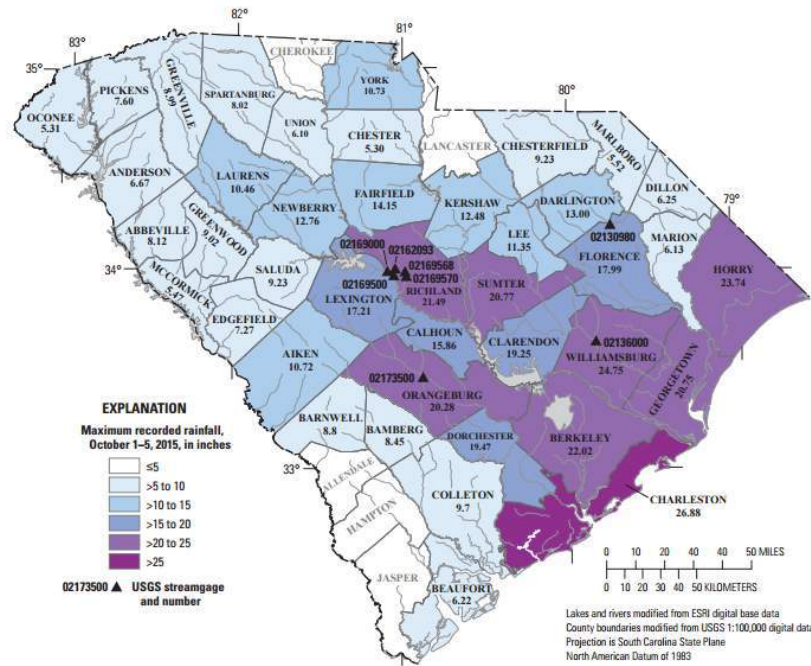 82°
81°
83°
CHEROKEE
35°
YORK
10.73
GREENVILLE
8.99
PICKENS
7.60
SPARTANBURG
8.02
80°
OCONEE
5.31
UNION
6.10
CHESTER
5.30
LANCASTER
CHESTERFIELD
9.23
MARLBORO
5.52
ANDERSON
6.67
LAURENS
10.46
DILLON
6.25
79°
FAIRFIELD
14.15
KERSHAW
12.48
DARLINGTON
13.00
NEWBERRY
12.76
GREENWOOD
9.02
ABBEVILLE
8.12
LEE
11.35
02130980
MARION
6.13
02169000
02162093
FLORENCE
17.99
HORRY
23.74
34°
SALUDA
9.23
02169568
02169500
02169570
RICHLAND
21.49
SUMTER
20.77
MCCORMICK
5.47
LEXINGTON
17.21
EDGEFIELD
7.27
CALHOUN
15.86
CLARENDON
19.25
02136000
WILLIAMSBURG
24.75
AIKEN
10.72
GEORGETOWN
20.75
02173500
ORANGEBURG
20.28
BARNWELL
8.8
BAMBERG
8.45
DORCHESTER
19.47
BERKELEY
22.02
33°
ALLENDALE
COLLETON
9.7
CHARLESTON
26.88
HAMPTON
JASPER
BEAUFORT
6.22
EXPLANATION
Maximum recorded rainfall,
October 1–5, 2015, in inches
≤5
>5 to 10
>10 to 15
>15 to 20
>20 to 25
>25
02173500 ▲ USGS streamgage
and number
0 10 20 30 40 50 MILES
0 10 20 30 40 50 KILOMETERS
Lakes and rivers modified from ESRI digital base data
County boundaries modified from USGS 1:100,000 digital data
Projection is South Carolina State Plane
North American Datum of 1983